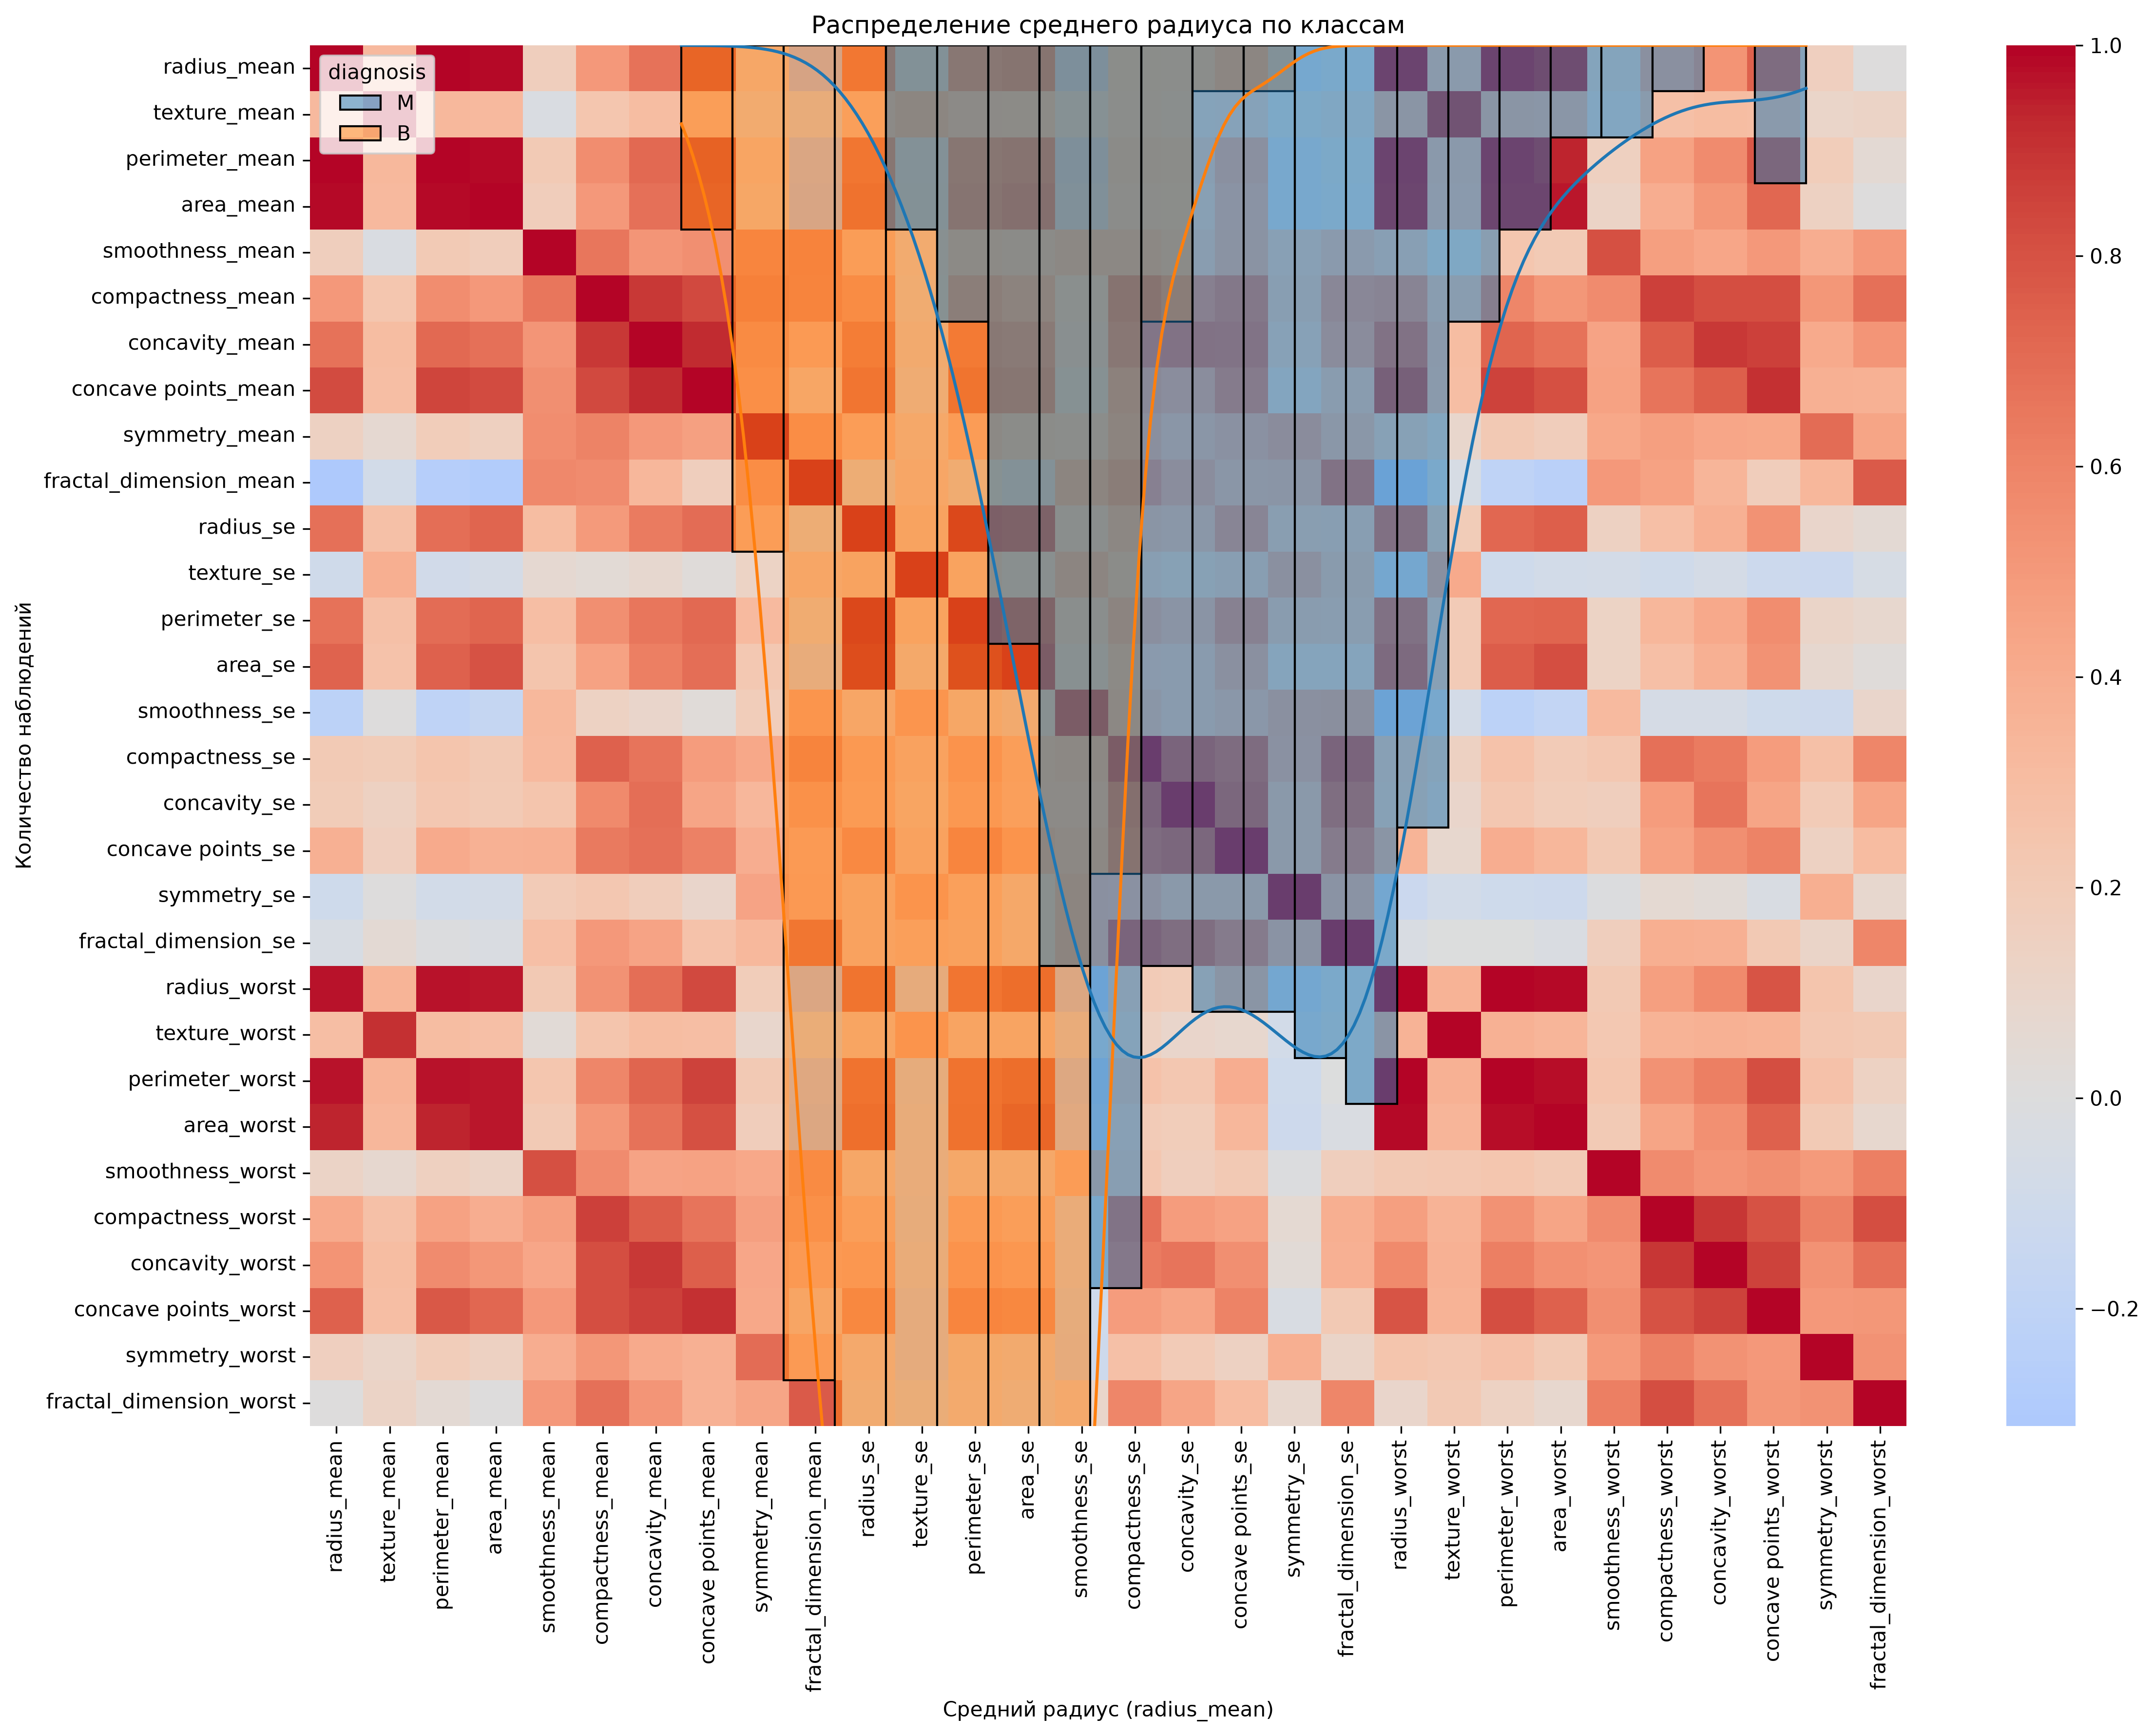 Распределение среднего радиуса по классам
diagnosis
M
B
radius_mean
texture_mean
perimeter_mean
area_mean
smoothness_mean
compactness_mean
concavity_mean
concave points_mean
symmetry_mean
fractal_dimension_mean
radius_se
texture_se
perimeter_se
area_se
smoothness_se
compactness_se
concavity_se
concave points_se
symmetry_se
fractal_dimension_se
radius_worst
texture_worst
perimeter_worst
area_worst
smoothness_worst
compactness_worst
concavity_worst
concave points_worst
symmetry_worst
fractal_dimension_worst
Количество наблюдений
radius_mean
texture_mean
perimeter_mean
area_mean
smoothness_mean
compactness_mean
concavity_mean
concave points_mean
symmetry_mean
fractal_dimension_mean
radius_se
texture_se
perimeter_se
area_se
smoothness_se
compactness_se
concavity_se
concave points_se
symmetry_se
fractal_dimension_se
radius_worst
texture_worst
perimeter_worst
area_worst
smoothness_worst
compactness_worst
concavity_worst
concave points_worst
symmetry_worst
fractal_dimension_worst
Средний радиус (radius_mean)
1.0
0.8
0.6
0.4
0.2
0.0
−0.2